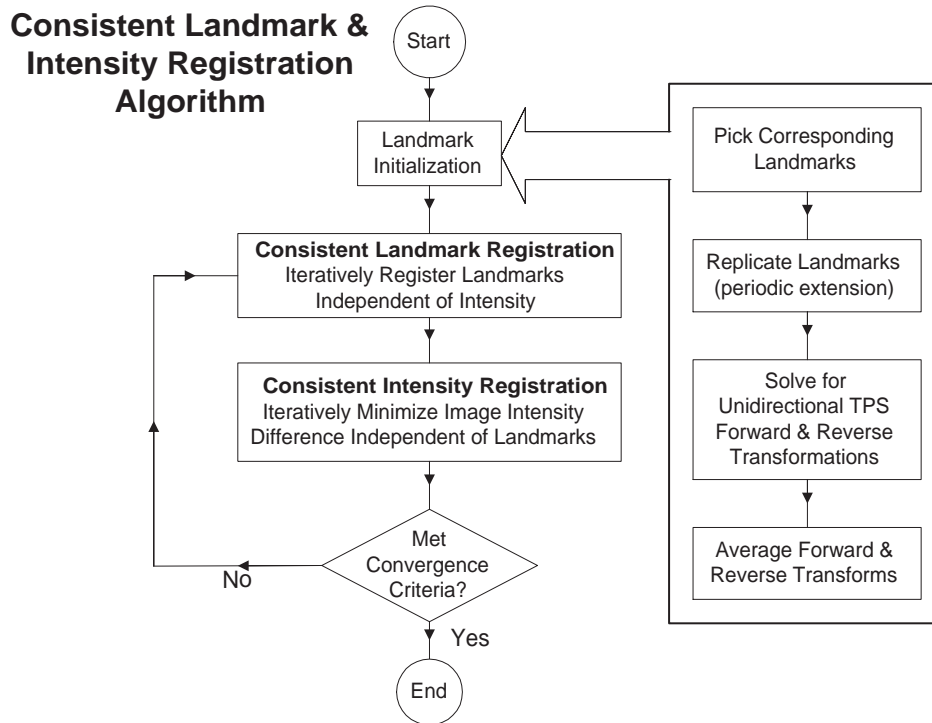 Consistent Landmark &
Intensity Registration
Algorithm
Start
Landmark
Initialization
Consistent Landmark Registration
Iteratively Register Landmarks
Independent of Intensity
Consistent Intensity Registration
Iteratively Minimize Image Intensity
Difference Independent of Landmarks
Met
Convergence
Criteria?
No
Yes
End
Pick Corresponding
Landmarks
Replicate Landmarks
(periodic extension)
Solve for
Unidirectional TPS
Forward & Reverse
Transformations
Average Forward &
Reverse Transforms